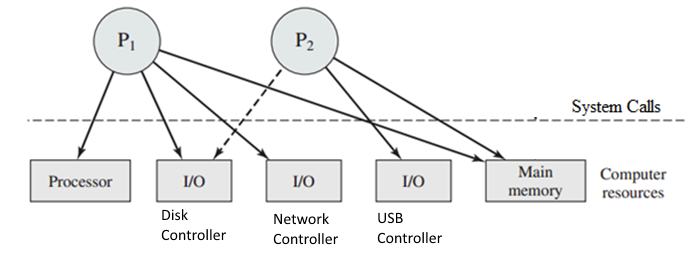 P1
P2
System Calls
Processor
I/O
I/O
I/O
Main
memory
Computer
resources
Disk
Controller
Network
Controller
USB
Controller